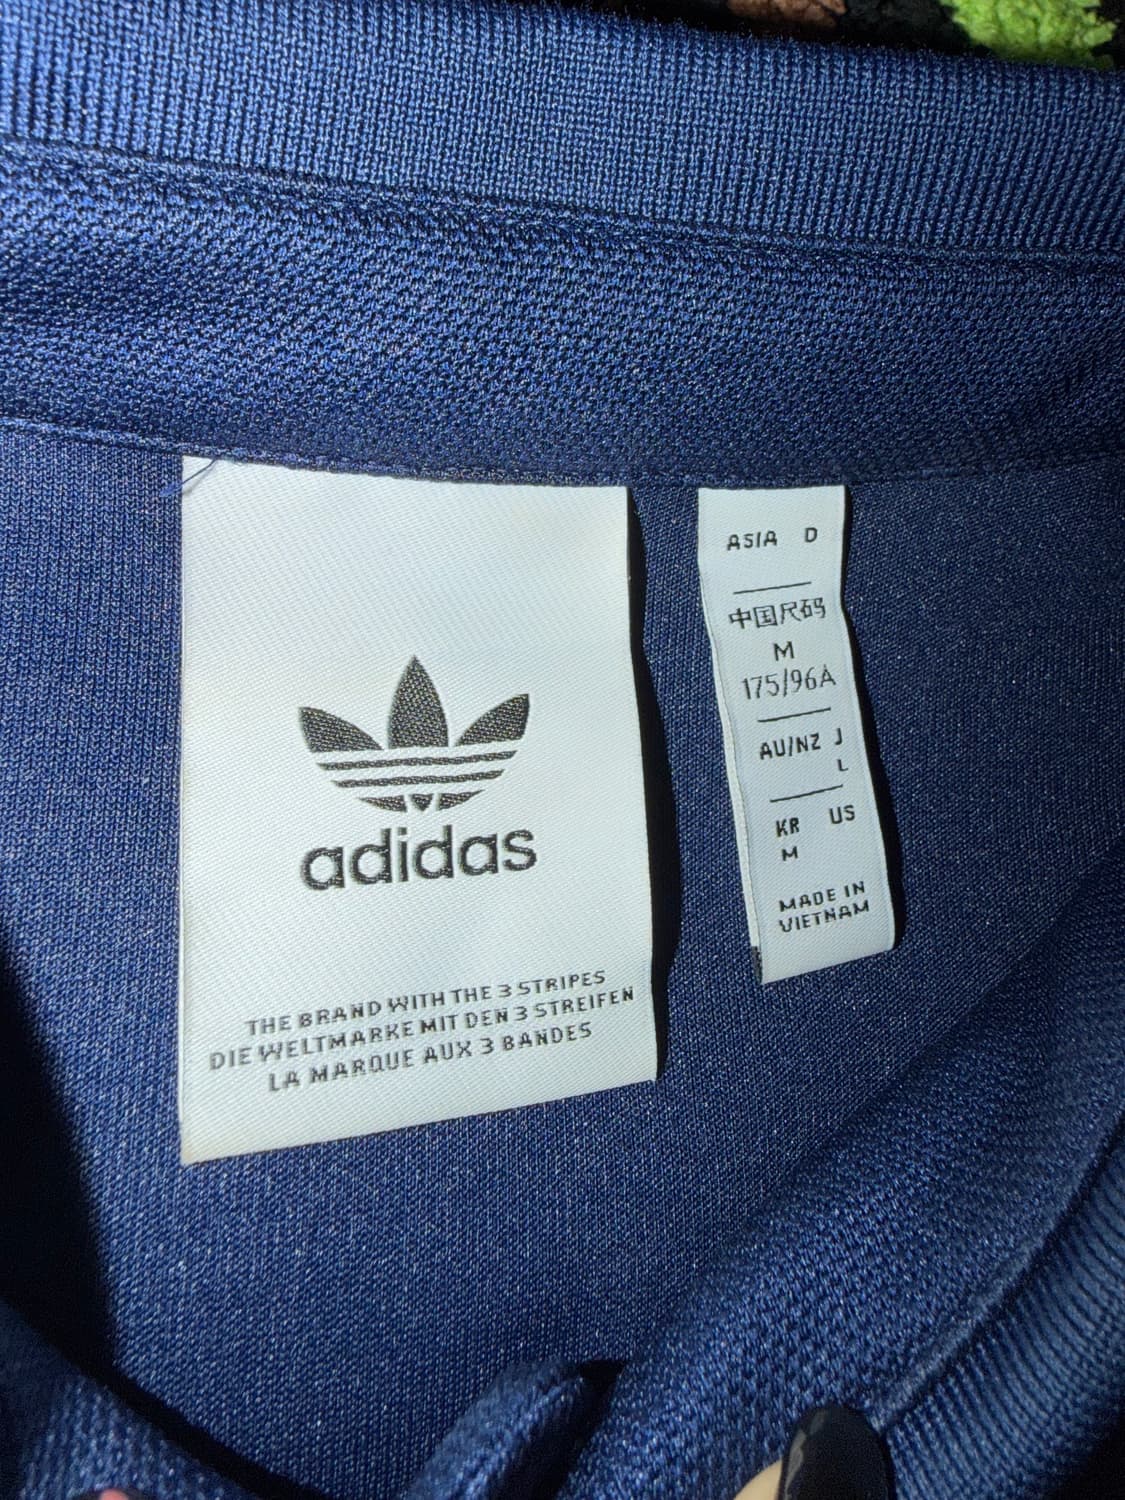 adidas
THE BRAND WITH THE 3 STRIPES
DIE WELTMARKE MIT DEN 3 STREIFEN
LA MARQUE AUX 3 BANDES
ASIA D
中国尺码
M
175/96A
AU/NZ J
L
KR US
M
MADE IN
VIETNAM